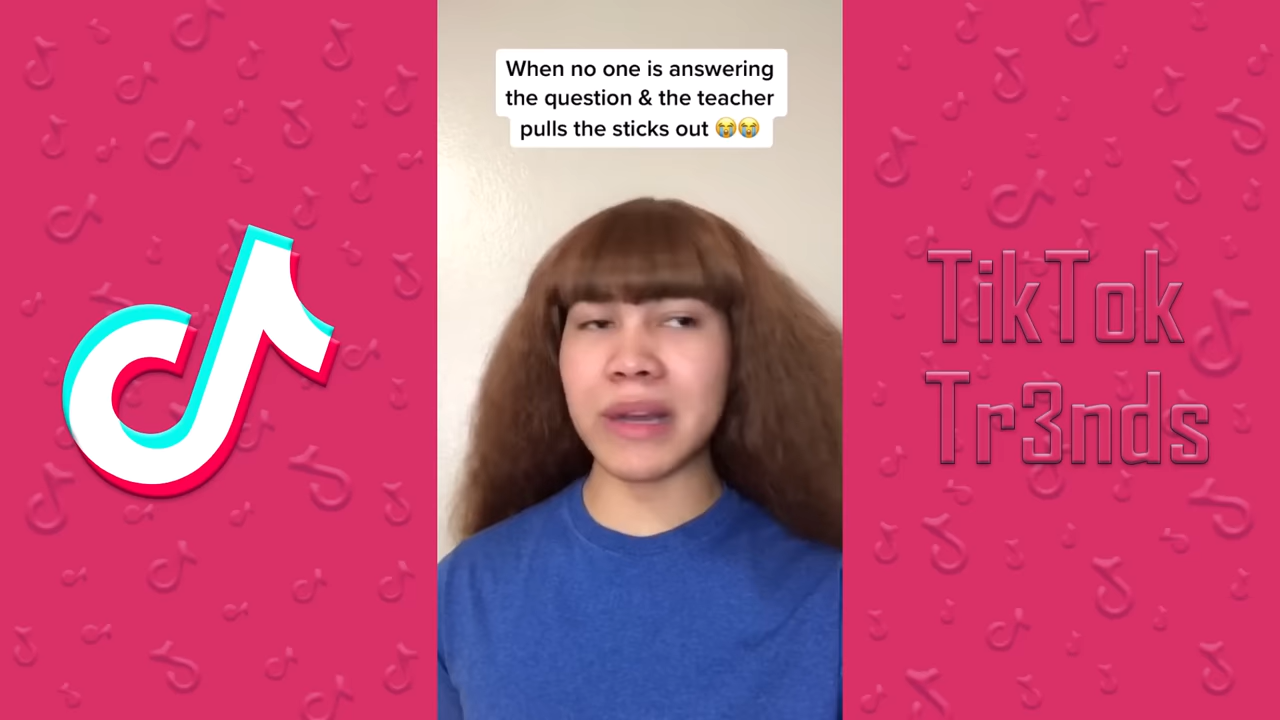 When no one is answering
the question & the teacher
pulls the sticks out 😭😭
TikTok
Tr3nds